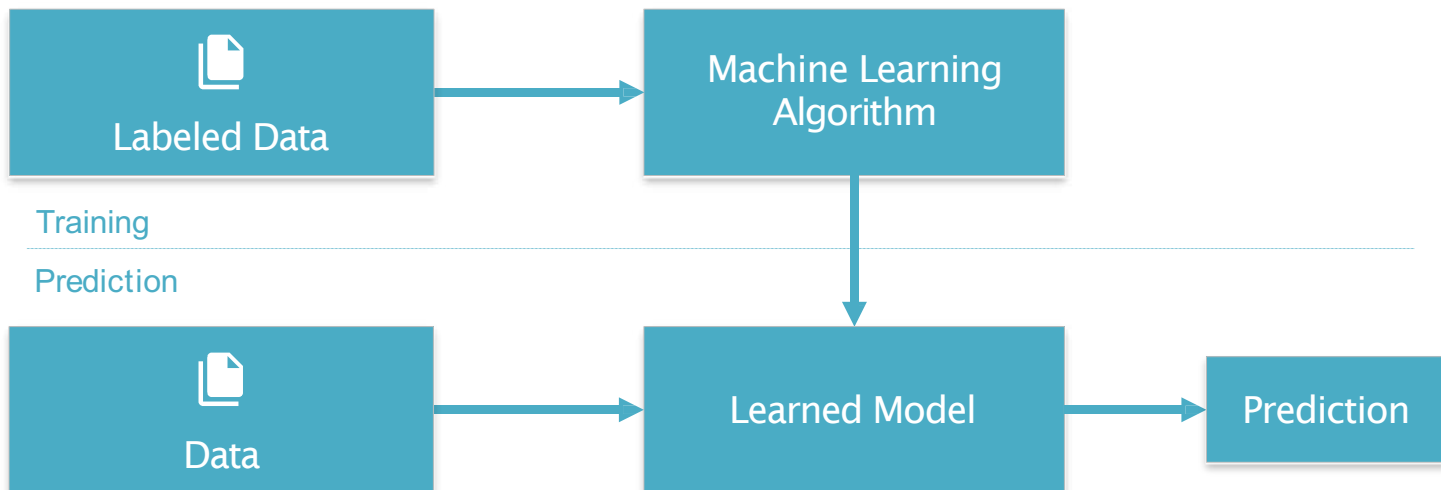 Labeled Data
Machine Learning
Algorithm
Training
Prediction
Data
Learned Model
Prediction